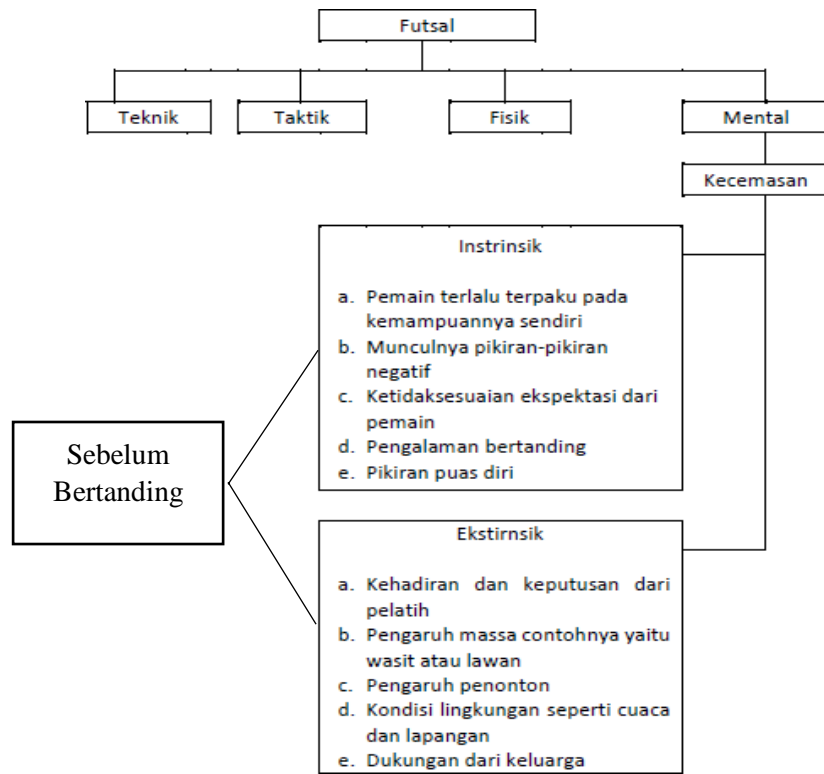 Futsal
Teknik
Taktik
Fisik
Mental
Kecemasan
Instrinsik
a. Pemain terlalu terpaku pada
kemampuannya sendiri
b. Munculnya pikiran-pikiran
negatif
c. Ketidaksesuaian ekspektasi dari
pemain
d. Pengalaman bertanding
e. Pikiran puas diri
Sebelum
Bertanding
Ekstirnsik
a. Kehadiran dan keputusan dari
pelatih
b. Pengaruh massa contohnya yaitu
wasit atau lawan
c. Pengaruh penonton
d. Kondisi lingkungan seperti cuaca
dan lapangan
e. Dukungan dari keluarga